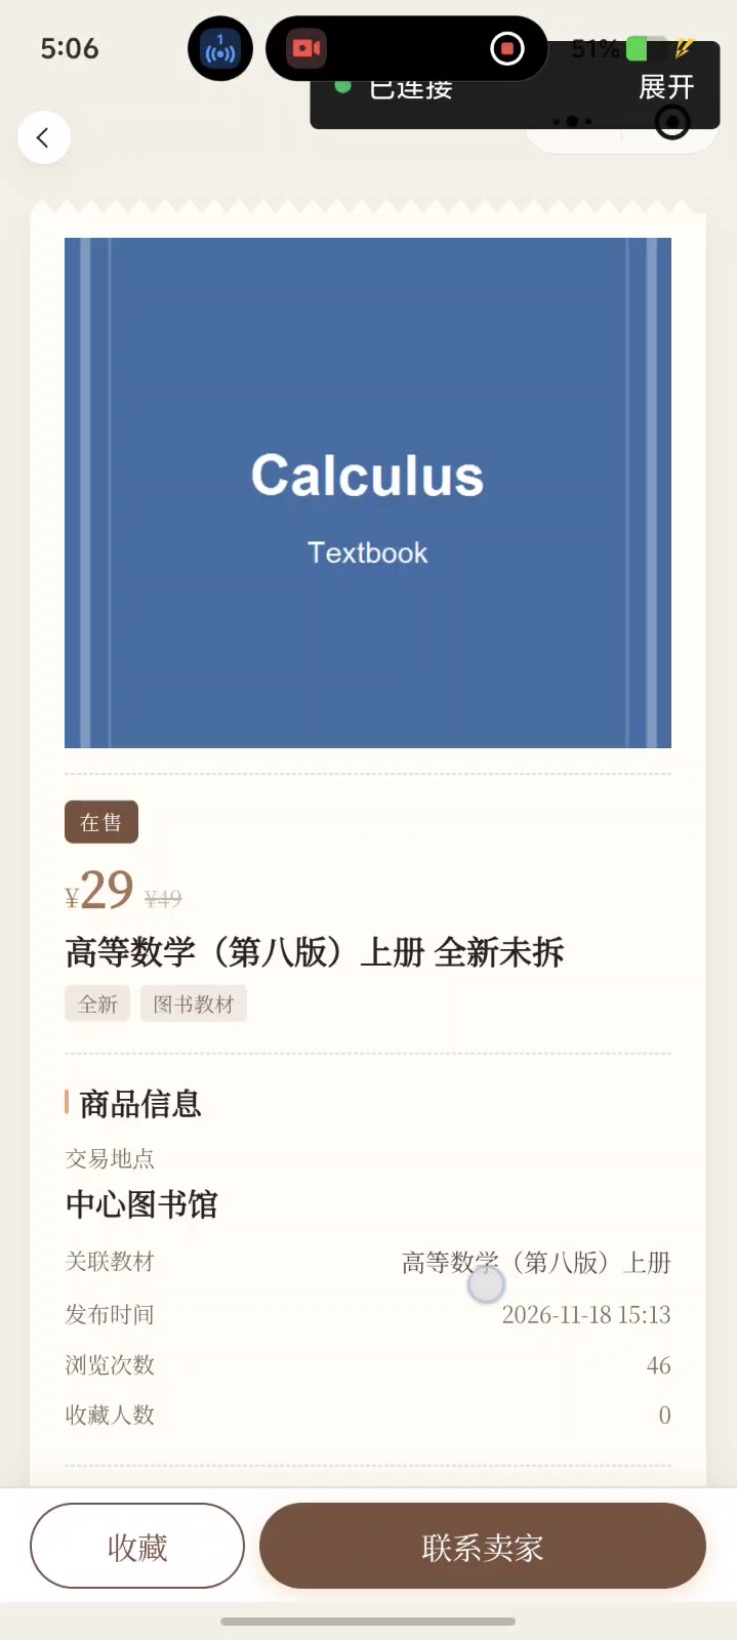 5:06
1
51%
已连接
展开
Calculus
Textbook
在售
¥29 ¥49
高等数学（第八版）上册 全新未拆
全新 图书教材
商品信息
交易地点
中心图书馆
关联教材 高等数学（第八版）上册
发布时间 2026-11-18 15:13
浏览次数 46
收藏人数 0
收藏 联系卖家